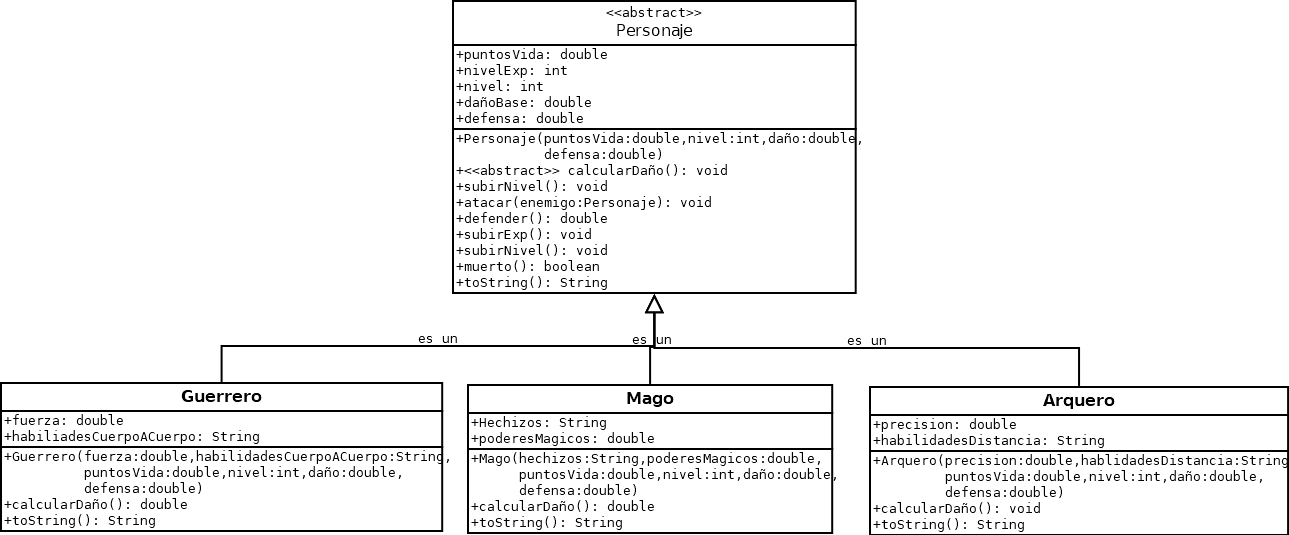 <<abstract>>
Personaje
+puntosVida: double
+nivelExp: int
+nivel: int
+dañoBase: double
+defensa: double
+Personaje(puntosVida:double,nivel:int,daño:double,
defensa:double)
+<<abstract>> calcularDaño(): void
+subirNivel(): void
+atacar(enemigo:Personaje): void
+defender(): double
+subirExp(): void
+subirNivel(): void
+muerto(): boolean
+toString(): String
es un
es un
es un
Guerrero
+fuerza: double
+habiliadesCuerpoACuerpo: String
+Guerrero(fuerza:double,habilidadesCuerpoACuerpo:String,
puntosVida:double,nivel:int,daño:double,
defensa:double)
+calcularDaño(): double
+toString(): String
Mago
+Hechizos: String
+poderesMagicos: double
+Mago(hechizos:String,poderesMagicos:double,
puntosVida:double,nivel:int,daño:double,
defensa:double)
+calcularDaño(): double
+toString(): String
Arquero
+precision: double
+habilidadesDistancia: String
+Arquero(precision:double,hablidadesDistancia:String
puntosVida:double,nivel:int,daño:double,
defensa:double)
+calcularDaño(): void
+toString(): String